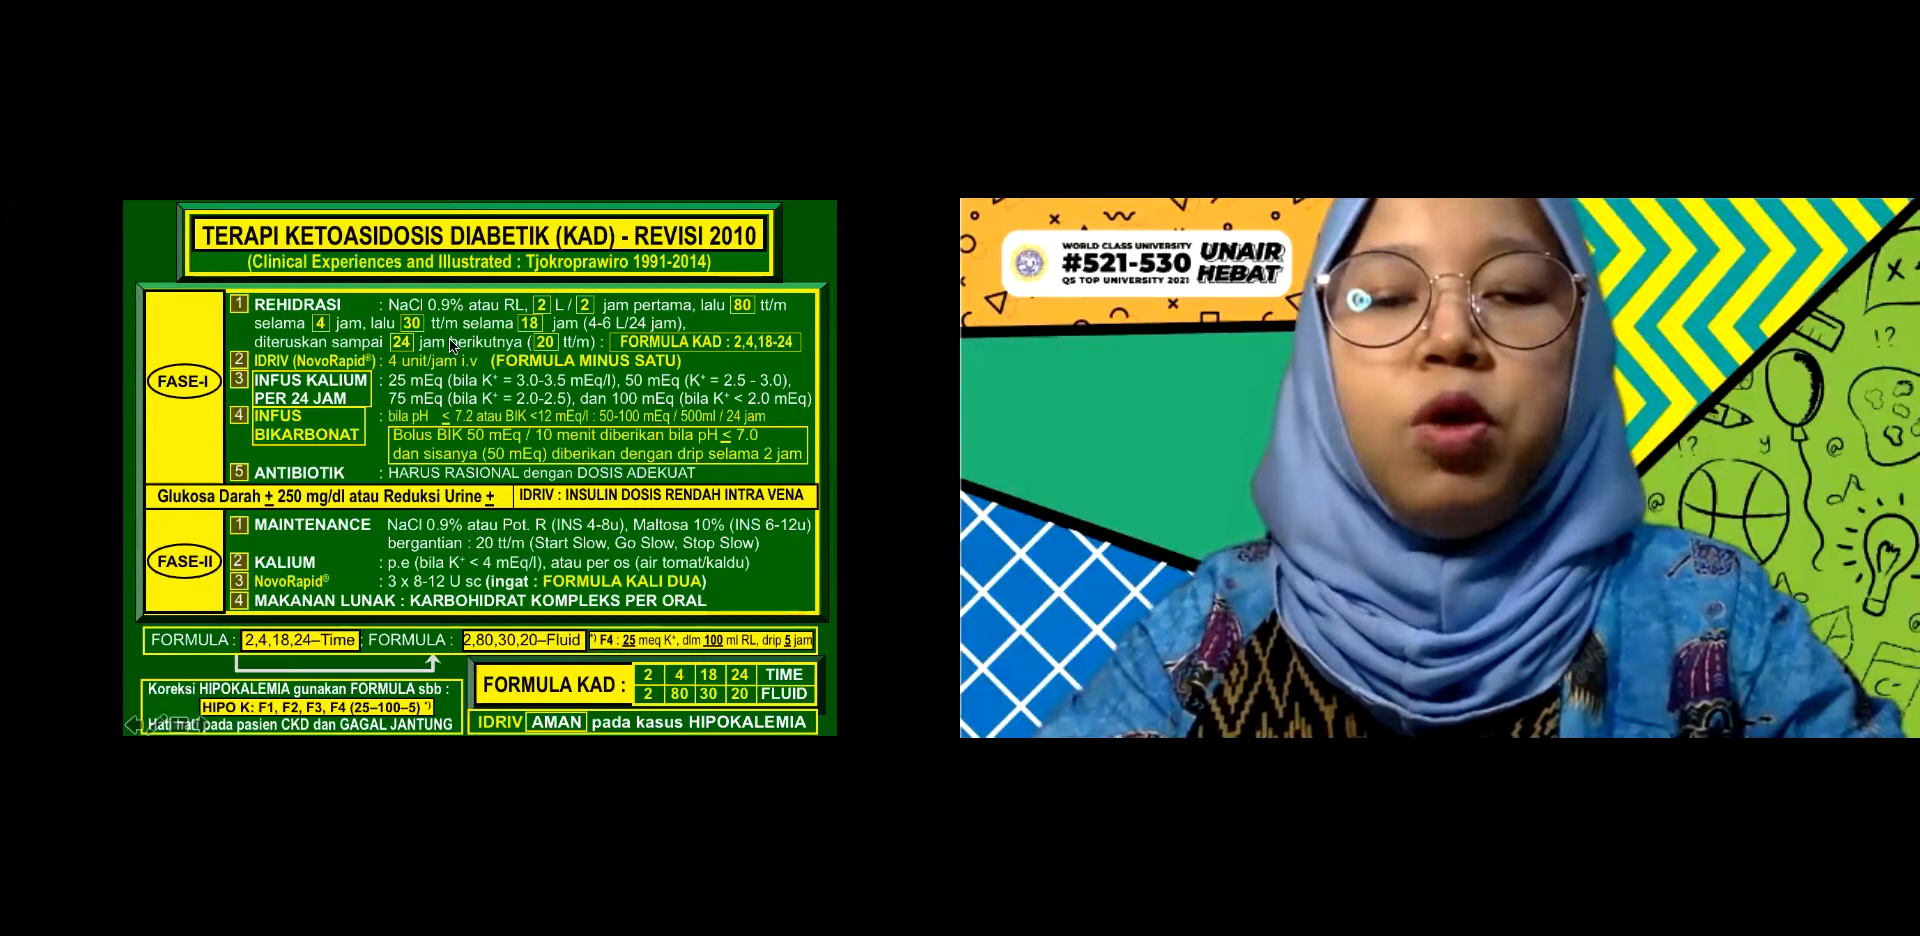 TERAPI KETOASIDOSIS DIABETIK (KAD) - REVISI 2010
(Clinical Experiences and Illustrated : Tjokroprawiro 1991-2014)
FASE-I
1 REHIDRASI : NaCl 0.9% atau RL, 2 L / 2 jam pertama, lalu 80 tt/m
selama 4 jam, lalu 30 tt/m selama 18 jam (4-6 L/24 jam),
diteruskan sampai 24 jam berikutnya (20 tt/m) : FORMULA KAD : 2,4,18-24
2 IDRIV (NovoRapid®) : 4 unit/jam i.v (FORMULA MINUS SATU)
3 INFUS KALIUM : 25 mEq (bila K⁺ = 3.0-3.5 mEq/l), 50 mEq (K⁺ = 2.5 - 3.0),
PER 24 JAM 75 mEq (bila K⁺ = 2.0-2.5), dan 100 mEq (bila K⁺ < 2.0 mEq)
4 INFUS : bila pH ≤ 7.2 atau BIK <12 mEq/l : 50-100 mEq / 500ml / 24 jam
BIKARBONAT Bolus BIK 50 mEq / 10 menit diberikan bila pH ≤ 7.0
dan sisanya (50 mEq) diberikan dengan drip selama 2 jam
5 ANTIBIOTIK : HARUS RASIONAL dengan DOSIS ADEKUAT
Glukosa Darah ± 250 mg/dl atau Reduksi Urine ± IDRIV : INSULIN DOSIS RENDAH INTRA VENA
FASE-II
1 MAINTENANCE NaCl 0.9% atau Pot. R (INS 4-8u), Maltosa 10% (INS 6-12u)
bergantian : 20 tt/m (Start Slow, Go Slow, Stop Slow)
2 KALIUM : p.e (bila K⁺ < 4 mEq/l), atau per os (air tomat/kaldu)
3 NovoRapid® : 3 x 8-12 U sc (ingat : FORMULA KALI DUA)
4 MAKANAN LUNAK : KARBOHIDRAT KOMPLEKS PER ORAL
FORMULA : 2,4,18,24–Time ; FORMULA : 2,80,30,20–Fluid *) F4 : 25 meq K⁺, dlm 100 ml RL, drip 5 jam
Koreksi HIPOKALEMIA gunakan FORMULA sbb :
HIPO K: F1, F2, F3, F4 (25–100–5) *)
Hati hati pada pasien CKD dan GAGAL JANTUNG
FORMULA KAD :
2 4 18 24 TIME
2 80 30 20 FLUID
IDRIV AMAN pada kasus HIPOKALEMIA
WORLD CLASS UNIVERSITY
#521-530
QS TOP UNIVERSITY 2021
UNAIR
HEBAT